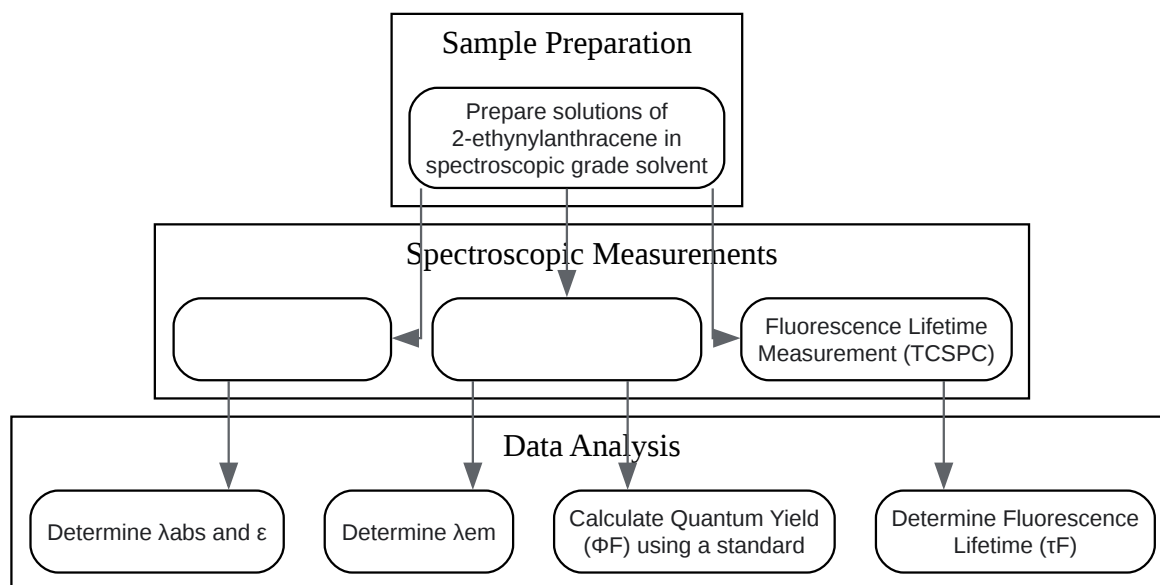 Sample Preparation
Prepare solutions of
2-ethynylanthracene in
spectroscopic grade solvent
Spectroscopic Measurements
Fluorescence Lifetime
Measurement (TCSPC)
Data Analysis
Determine λabs and ε
Determine λem
Calculate Quantum Yield
(ΦF) using a standard
Determine Fluorescence
Lifetime (τF)